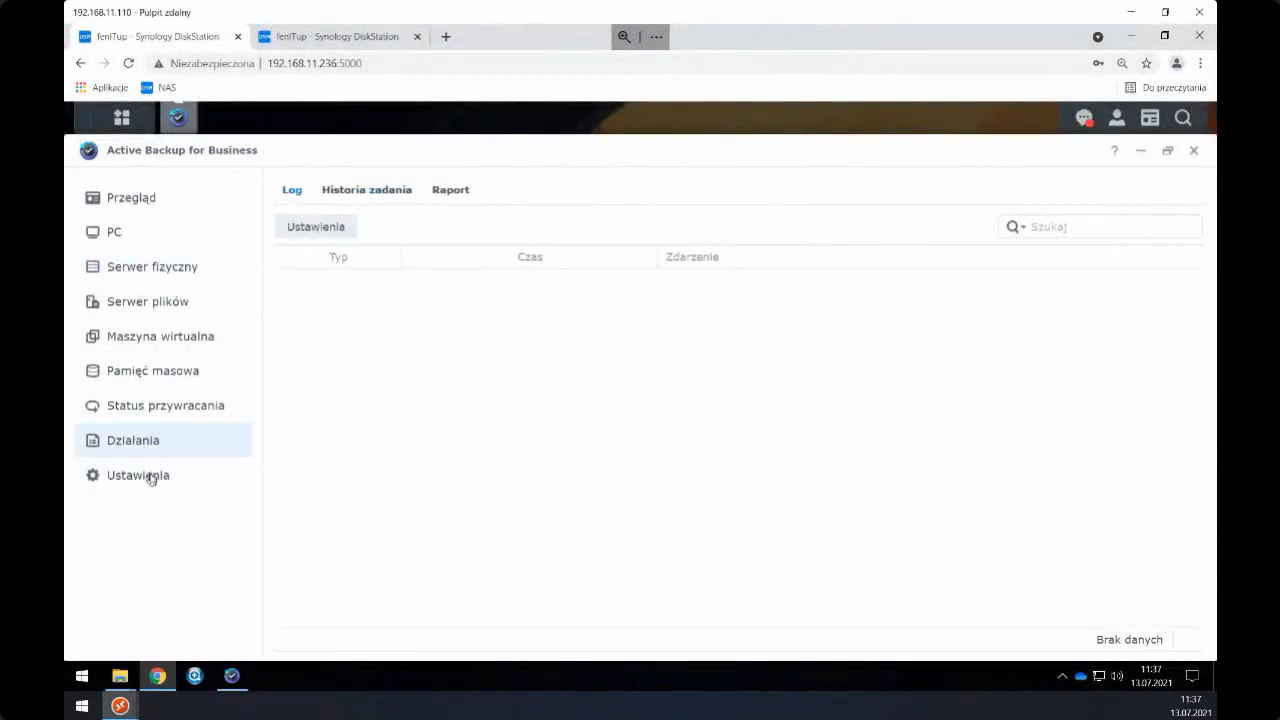 192.168.11.110 - Pulpit zdalny
fenITup - Synology DiskStation
fenITup - Synology DiskStation
Niezabezpieczona | 192.168.11.236:5000
Aplikacje
NAS
Do przeczytania
Active Backup for Business
Przegląd
PC
Serwer fizyczny
Serwer plików
Maszyna wirtualna
Pamięć masowa
Status przywracania
Działania
Ustawienia
Log Historia zadania Raport
Ustawienia
Szukaj
Typ Czas Zdarzenie
Brak danych
11:37
13.07.2021
11:37
13.07.2021